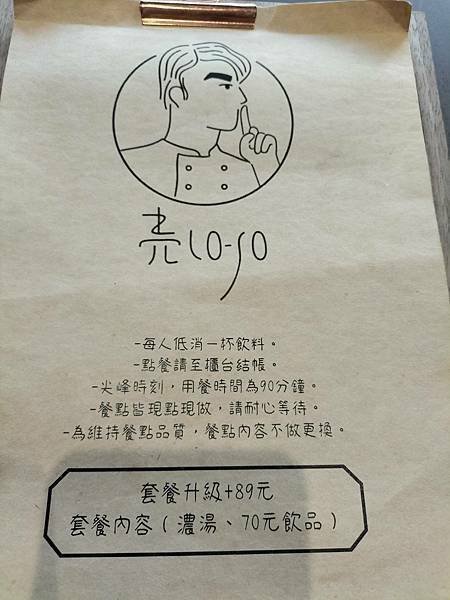 売LO-SO
-每人低消一杯飲料。
-點餐請至櫃台結帳。
-尖峰時刻，用餐時間為90分鐘。
-餐點皆現點現做，請耐心等待。
-為維持餐點品質，餐點內容不做更換。
套餐升級+89元
套餐內容（濃湯、70元飲品）